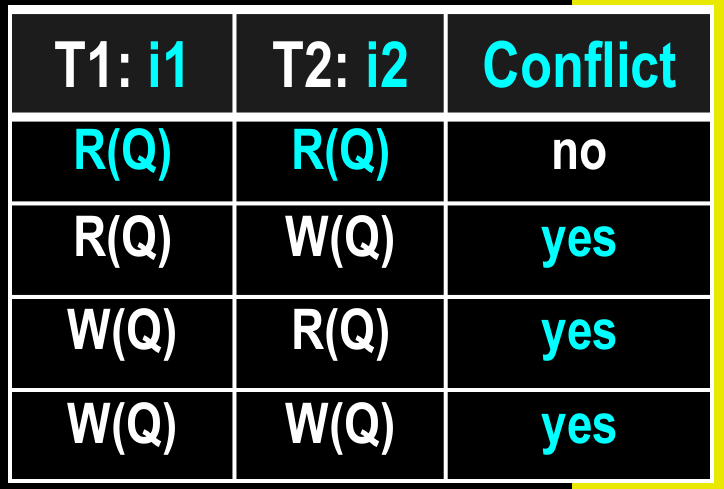 T1: i1 T2: i2 Conflict
R(Q) R(Q) no
R(Q) W(Q) yes
W(Q) R(Q) yes
W(Q) W(Q) yes